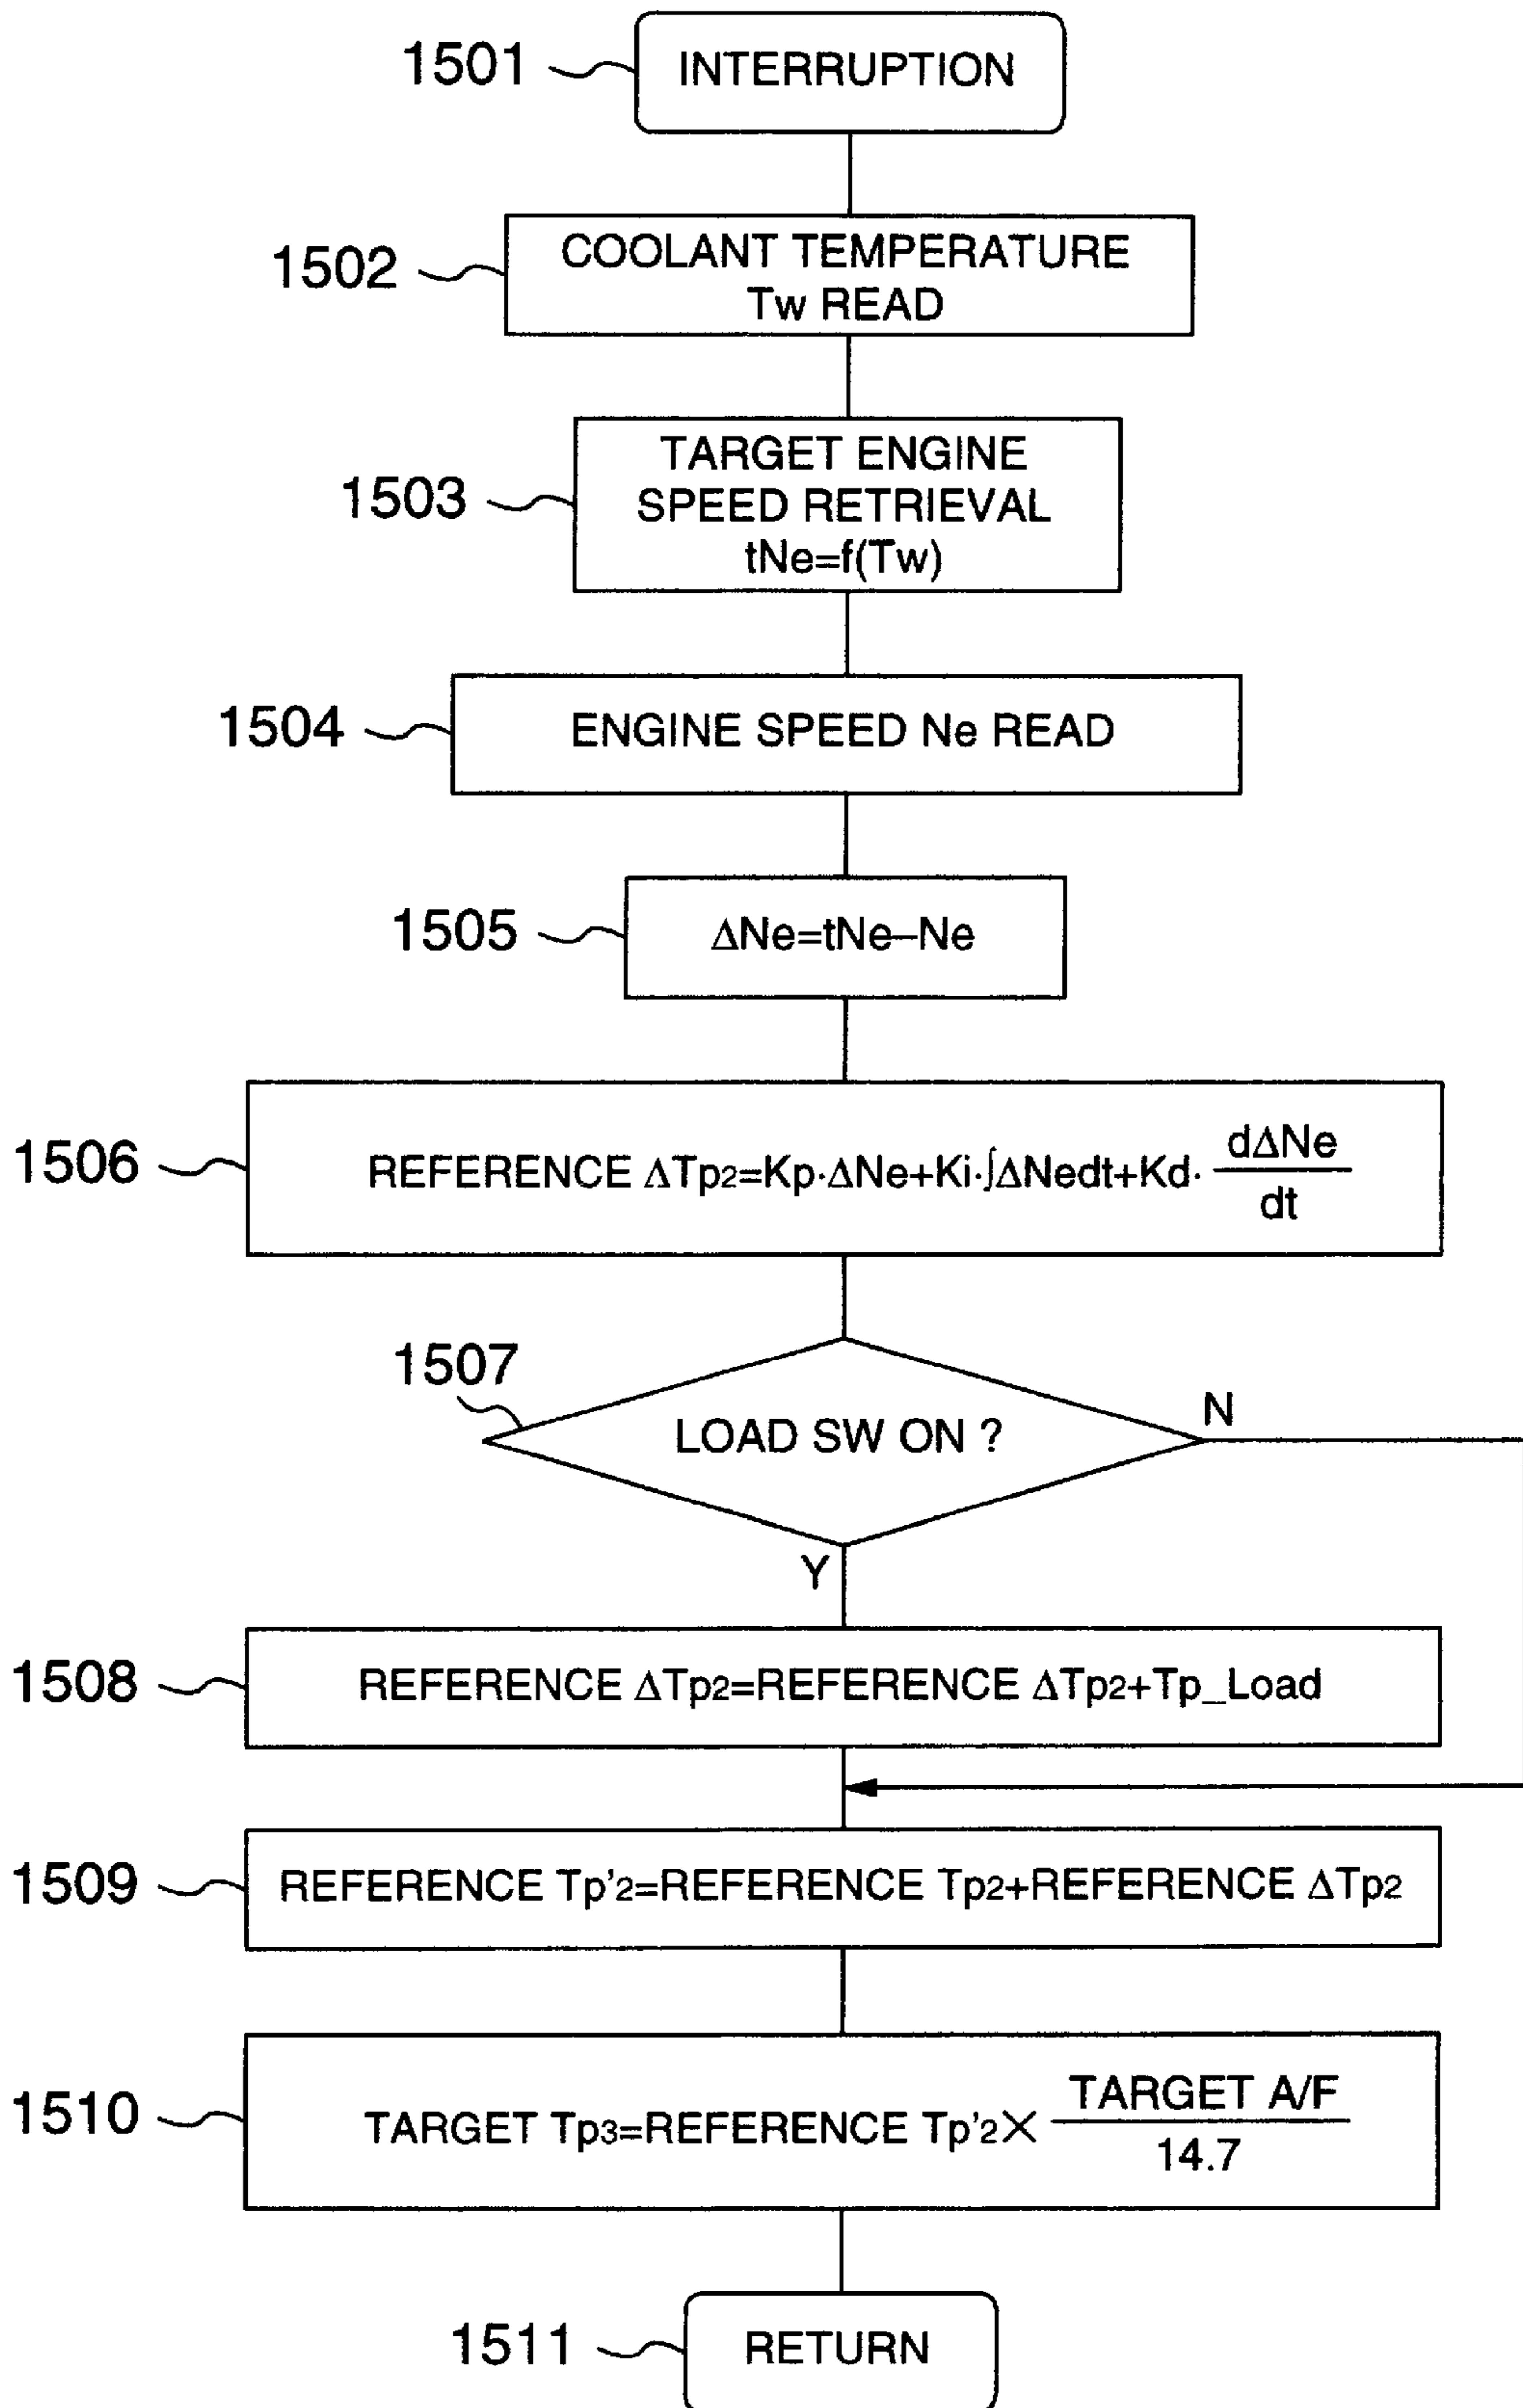 1501 INTERRUPTION
1502 COOLANT TEMPERATURE
Tw READ
1503 TARGET ENGINE
SPEED RETRIEVAL
tNe=f(Tw)
1504 ENGINE SPEED Ne READ
1505 ΔNe=tNe–Ne
1506 REFERENCE ΔTp2=Kp·ΔNe+Ki·∫ΔNedt+Kd· dΔNe
dt
1507 LOAD SW ON ?
N
Y
1508 REFERENCE ΔTp2=REFERENCE ΔTp2+Tp_Load
1509 REFERENCE Tp'2=REFERENCE Tp2+REFERENCE ΔTp2
1510 TARGET Tp3=REFERENCE Tp'2× TARGET A/F
14.7
1511 RETURN